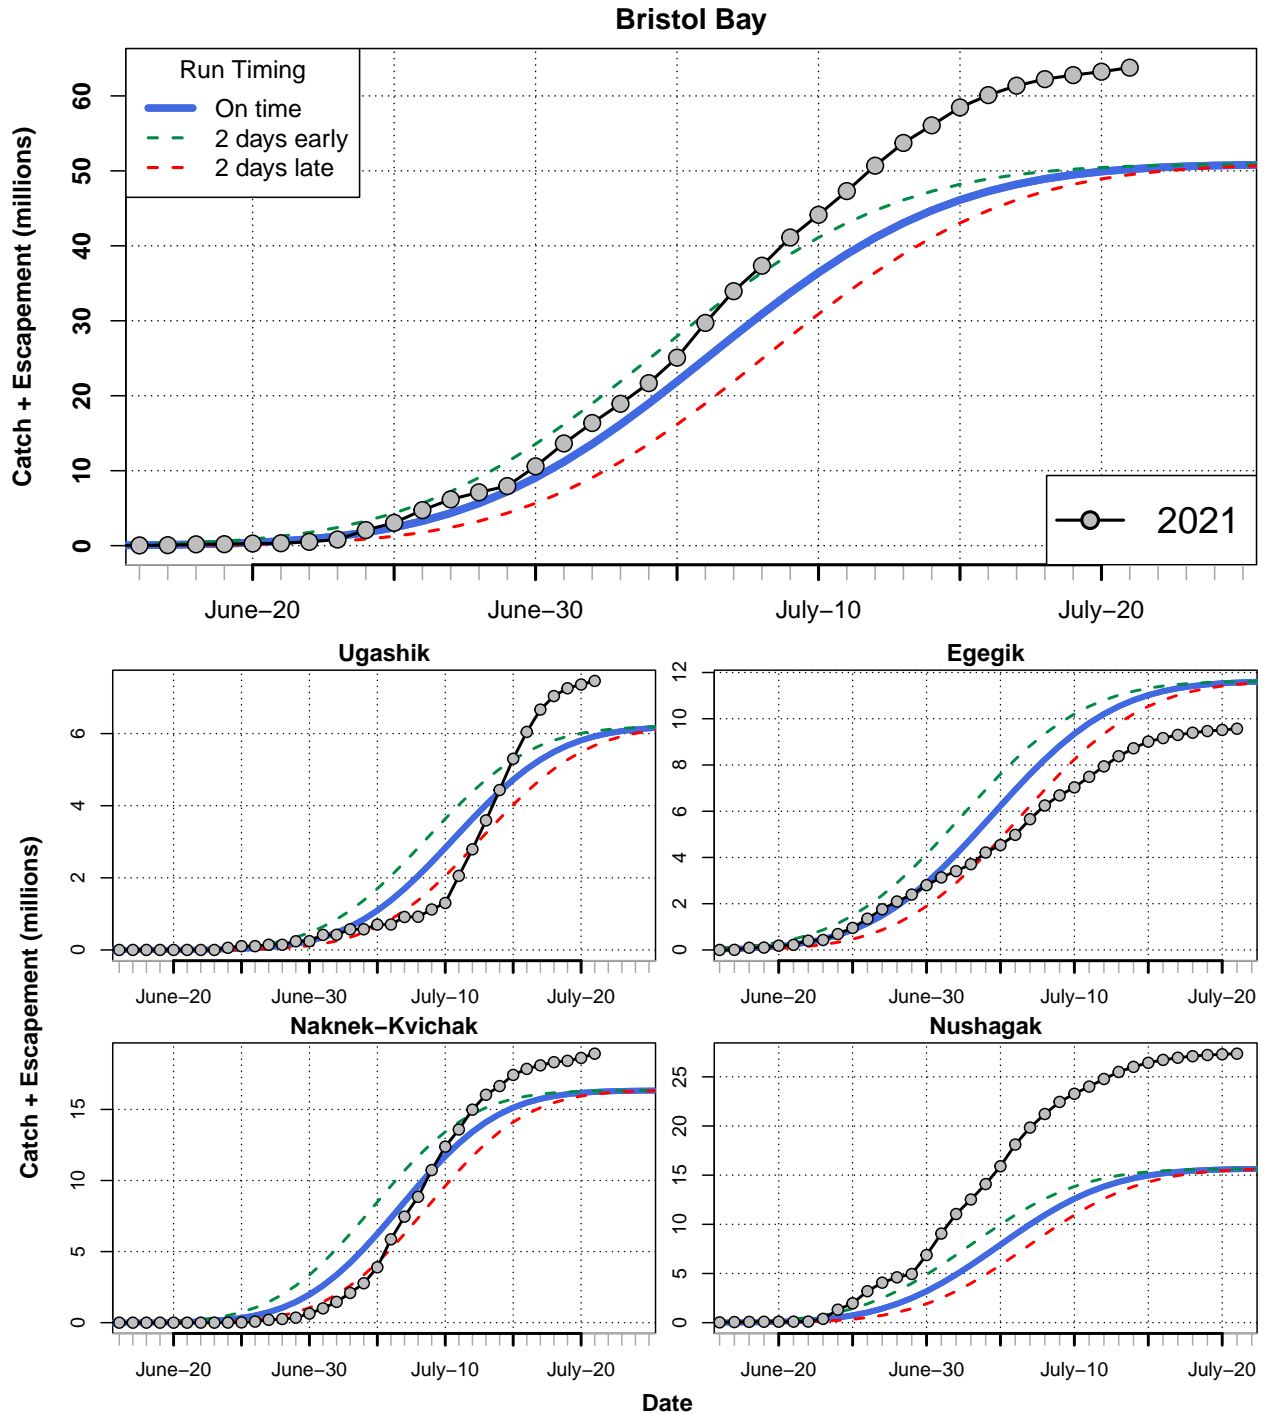 Bristol Bay
Run Timing
On time
2 days early
2 days late
Catch + Escapement (millions)
60
50
40
30
20
10
0
2021
June−20 June−30 July−10 July−20
Ugashik
6
4
2
0
June−20 June−30 July−10 July−20
Egegik
12
10
8
6
4
2
0
June−20 June−30 July−10 July−20
Catch + Escapement (millions)
Naknek−Kvichak
15
10
5
0
June−20 June−30 July−10 July−20
Nushagak
25
20
15
10
5
0
June−20 June−30 July−10 July−20
Date